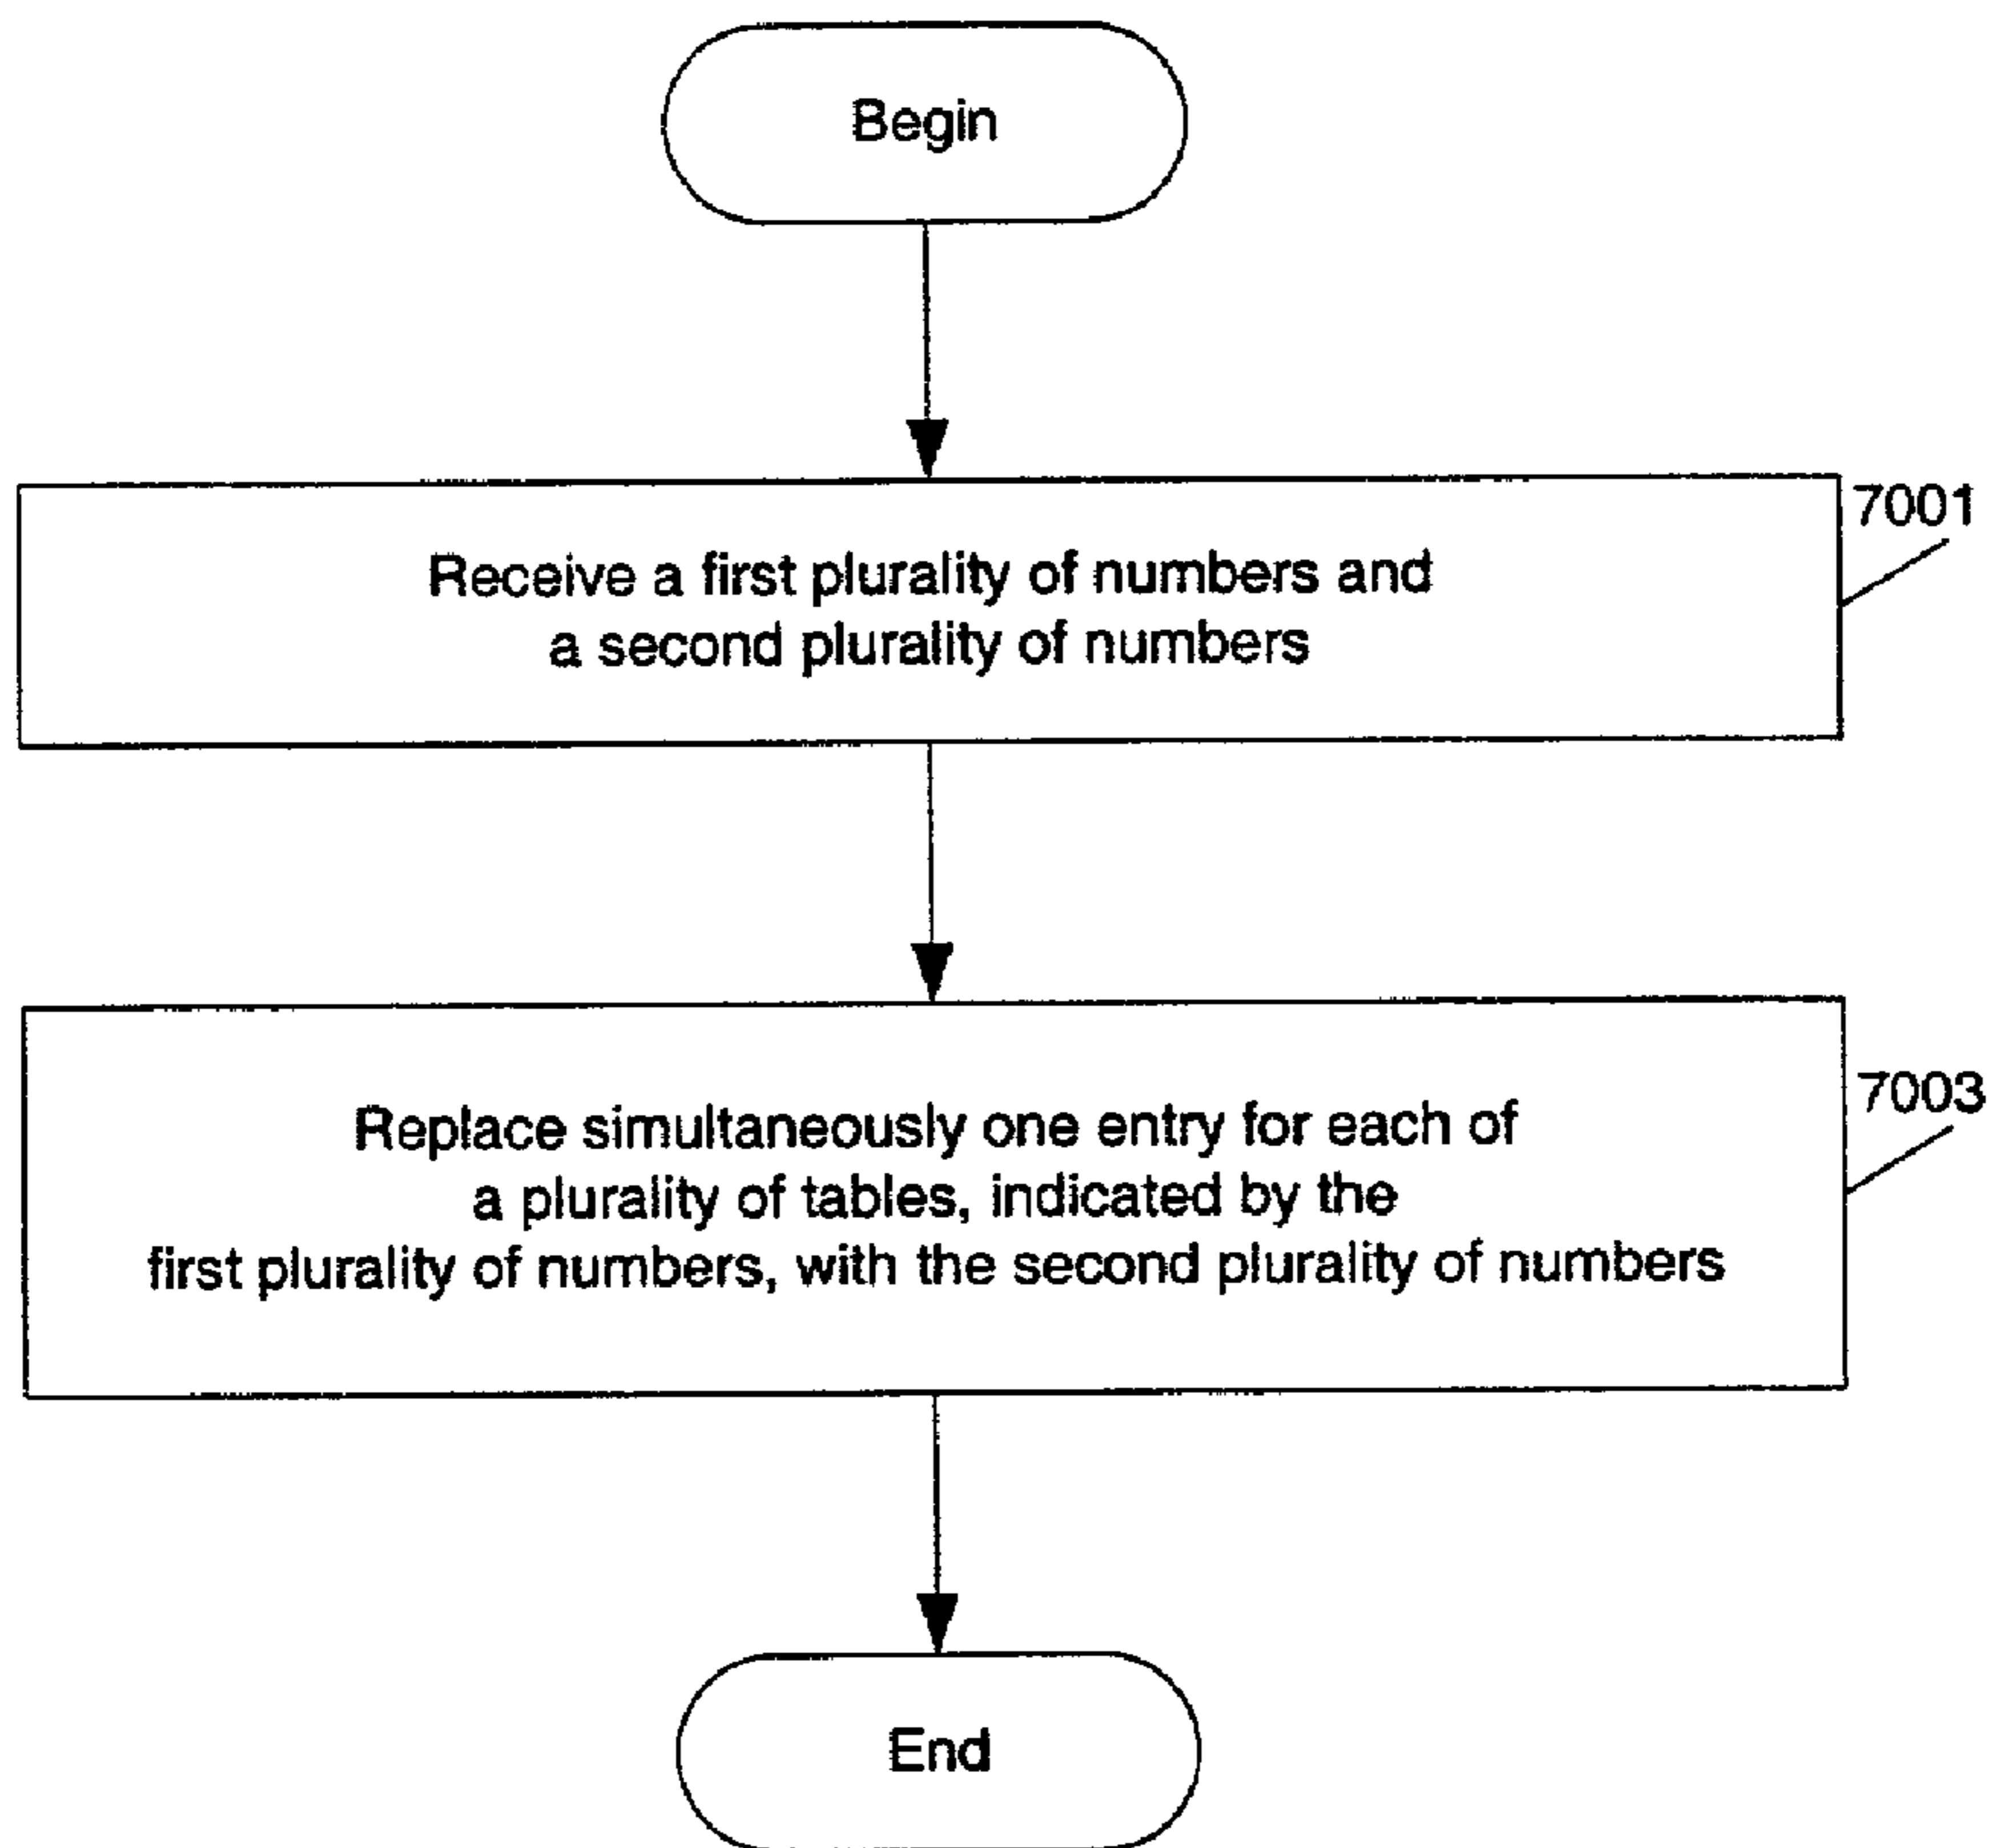 Begin
7001
Receive a first plurality of numbers and
a second plurality of numbers
7003
Replace simultaneously one entry for each of
a plurality of tables, indicated by the
first plurality of numbers, with the second plurality of numbers
End